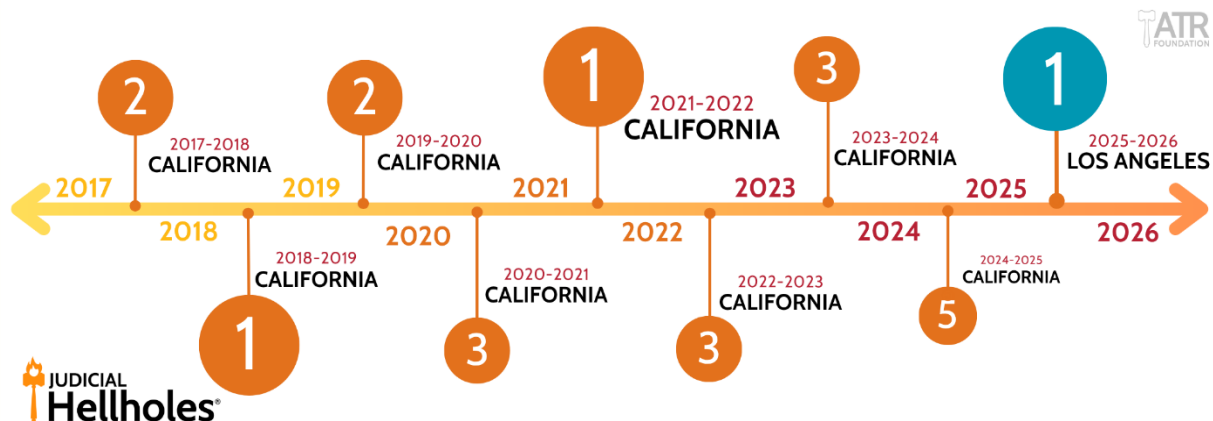 ATR
FOUNDATION
2
2017-2018
CALIFORNIA
2
2019-2020
CALIFORNIA
1
2021-2022
CALIFORNIA
3
2023-2024
CALIFORNIA
1
2025-2026
LOS ANGELES
2017
2019
2021
2023
2025
2018
2020
2022
2024
2026
2018-2019
CALIFORNIA
1
2020-2021
CALIFORNIA
3
2022-2023
CALIFORNIA
3
2024-2025
CALIFORNIA
5
JUDICIAL
Hellholes®